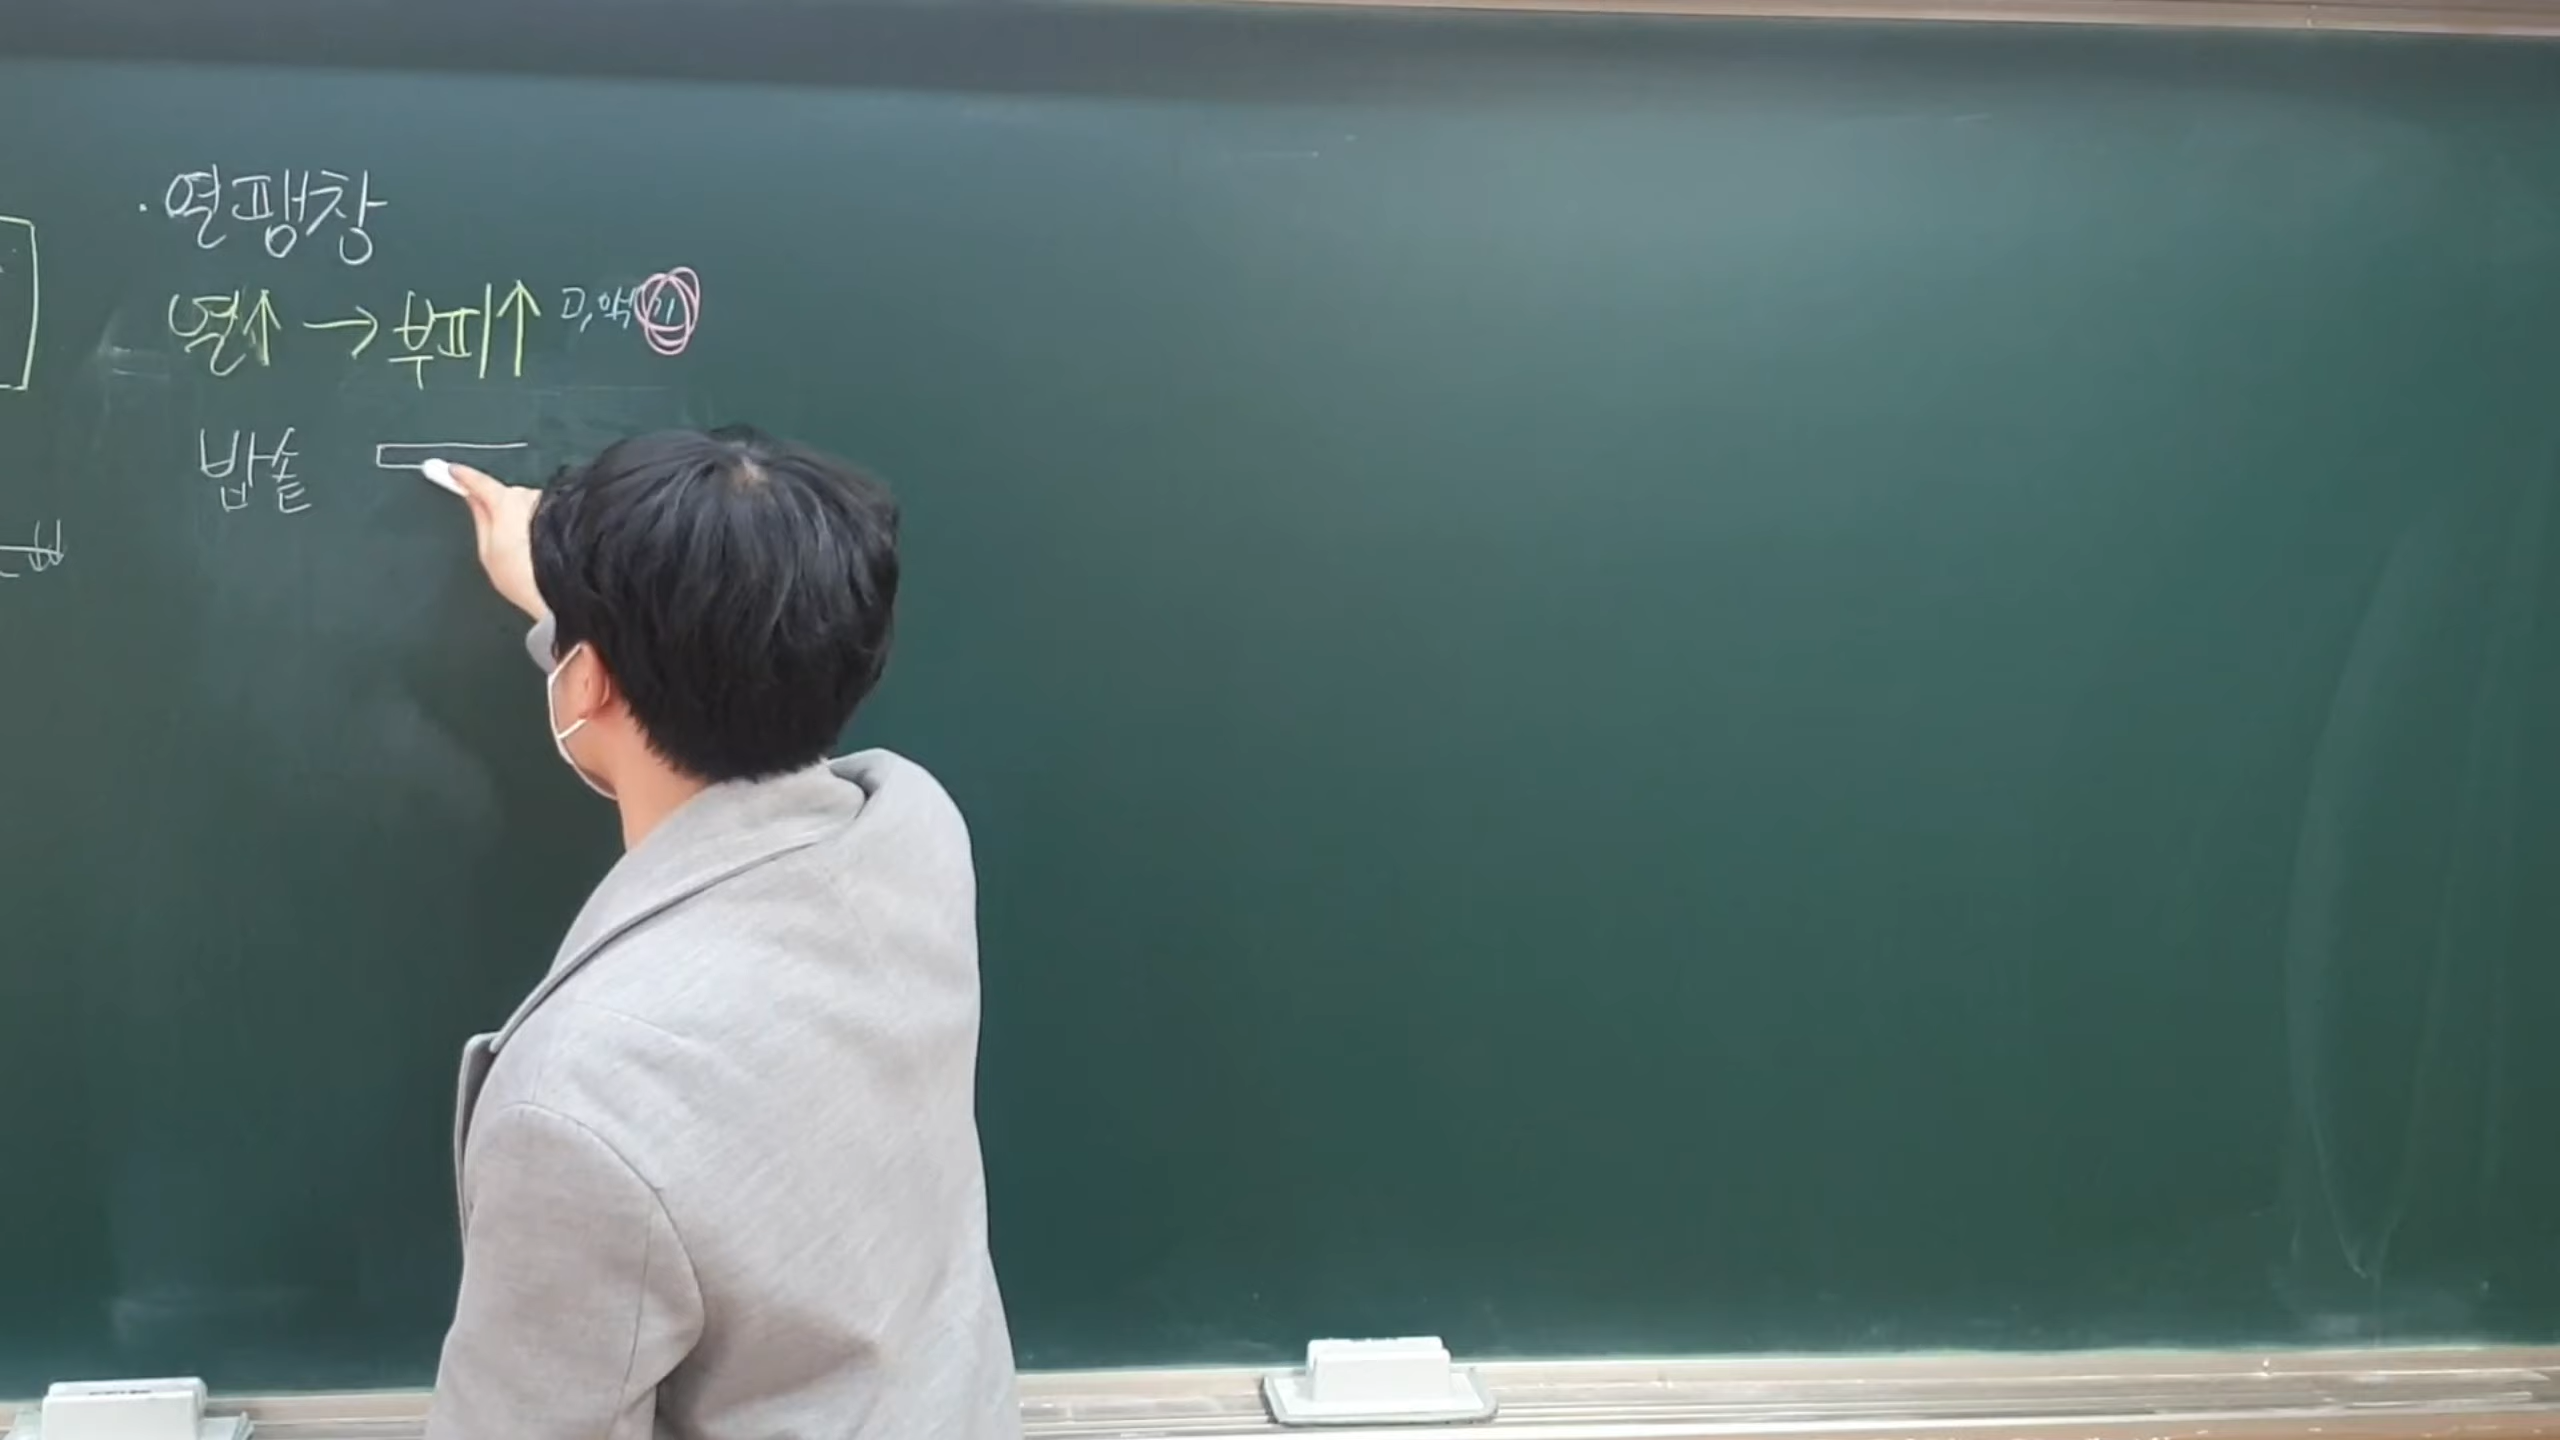 · 열팽창
열↑ → 부피↑ 고, 액, 기
밥솥